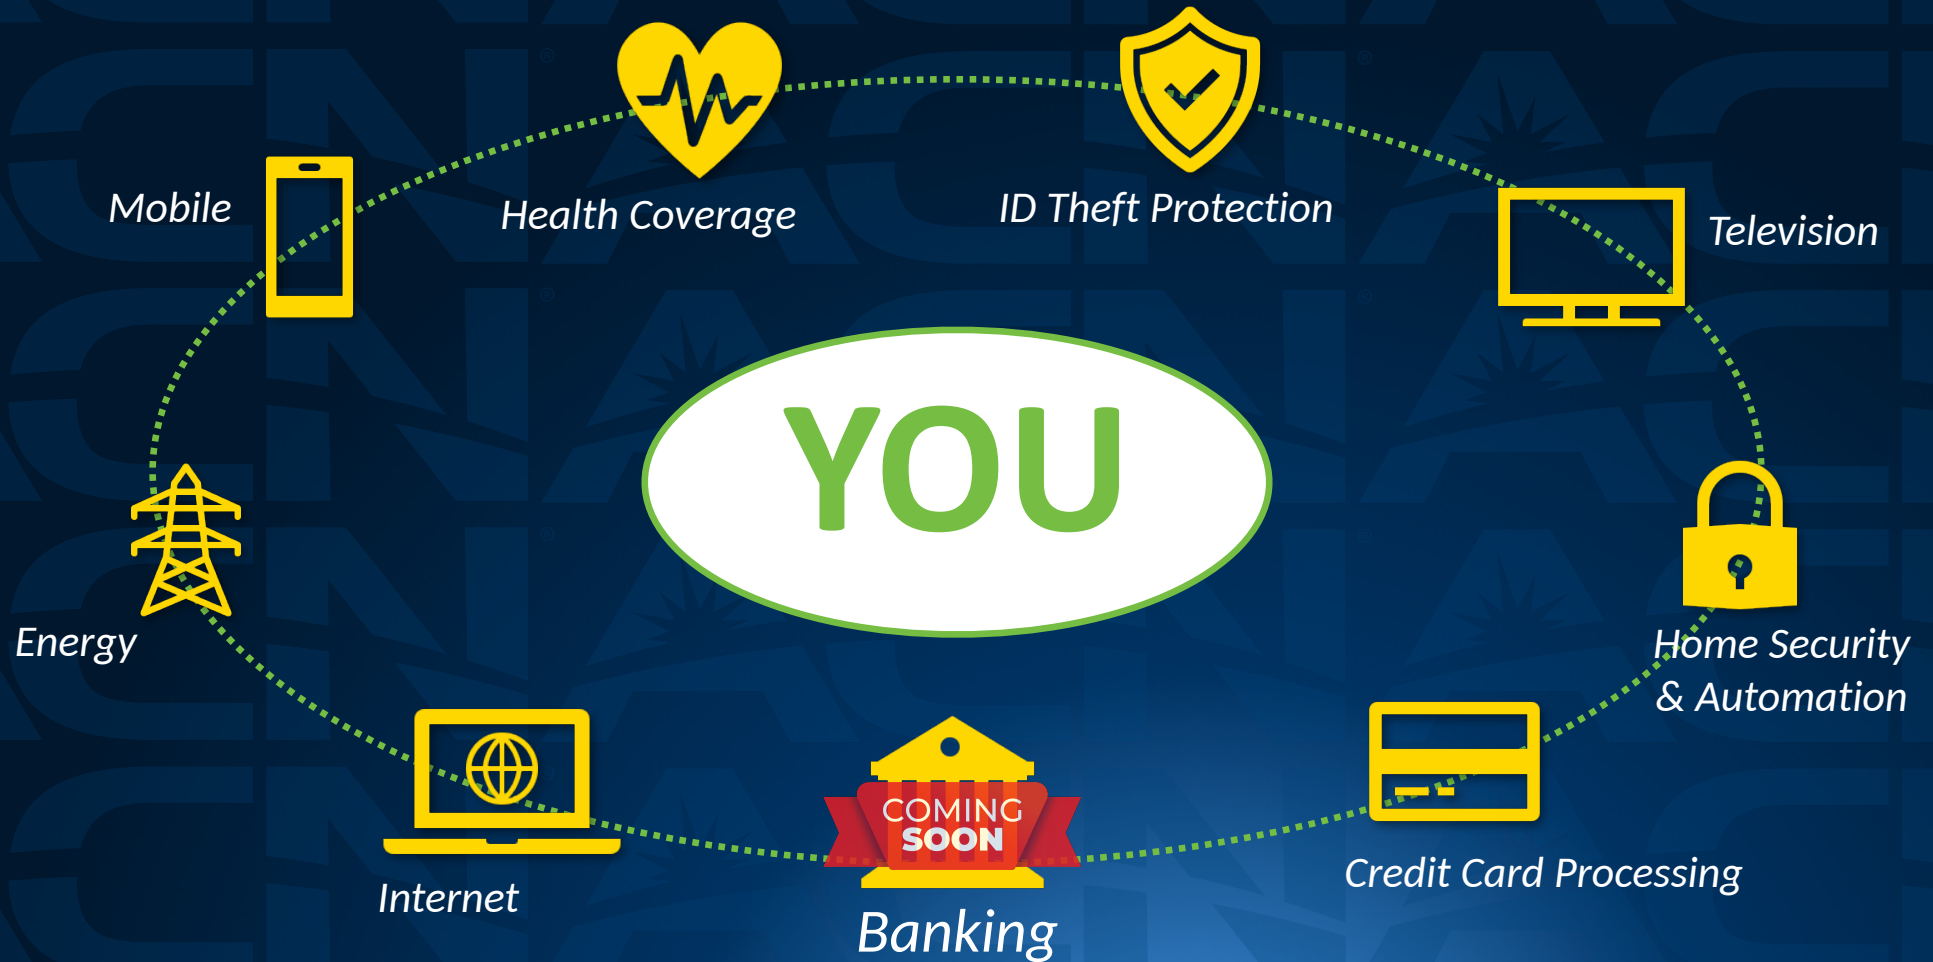 Mobile
Health Coverage
ID Theft Protection
Television
YOU
Energy
Home Security
& Automation
Internet
COMING
SOON
Banking
Credit Card Processing
ACN